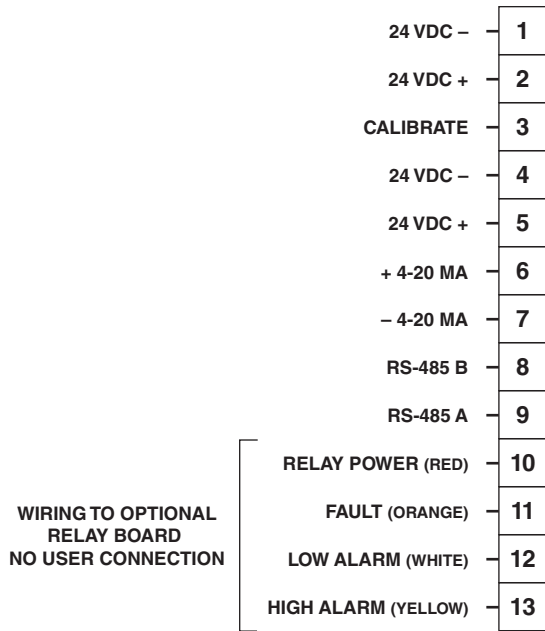 24 VDC – 1
24 VDC + 2
CALIBRATE 3
24 VDC – 4
24 VDC + 5
+ 4-20 MA 6
– 4-20 MA 7
RS-485 B 8
RS-485 A 9
RELAY POWER (RED) 10
FAULT (ORANGE) 11
LOW ALARM (WHITE) 12
HIGH ALARM (YELLOW) 13
WIRING TO OPTIONAL
RELAY BOARD
NO USER CONNECTION